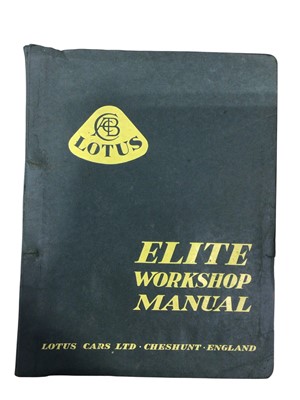 ACBC
LOTUS
ELITE
WORKSHOP
MANUAL
LOTUS CARS LTD · CHESHUNT · ENGLAND